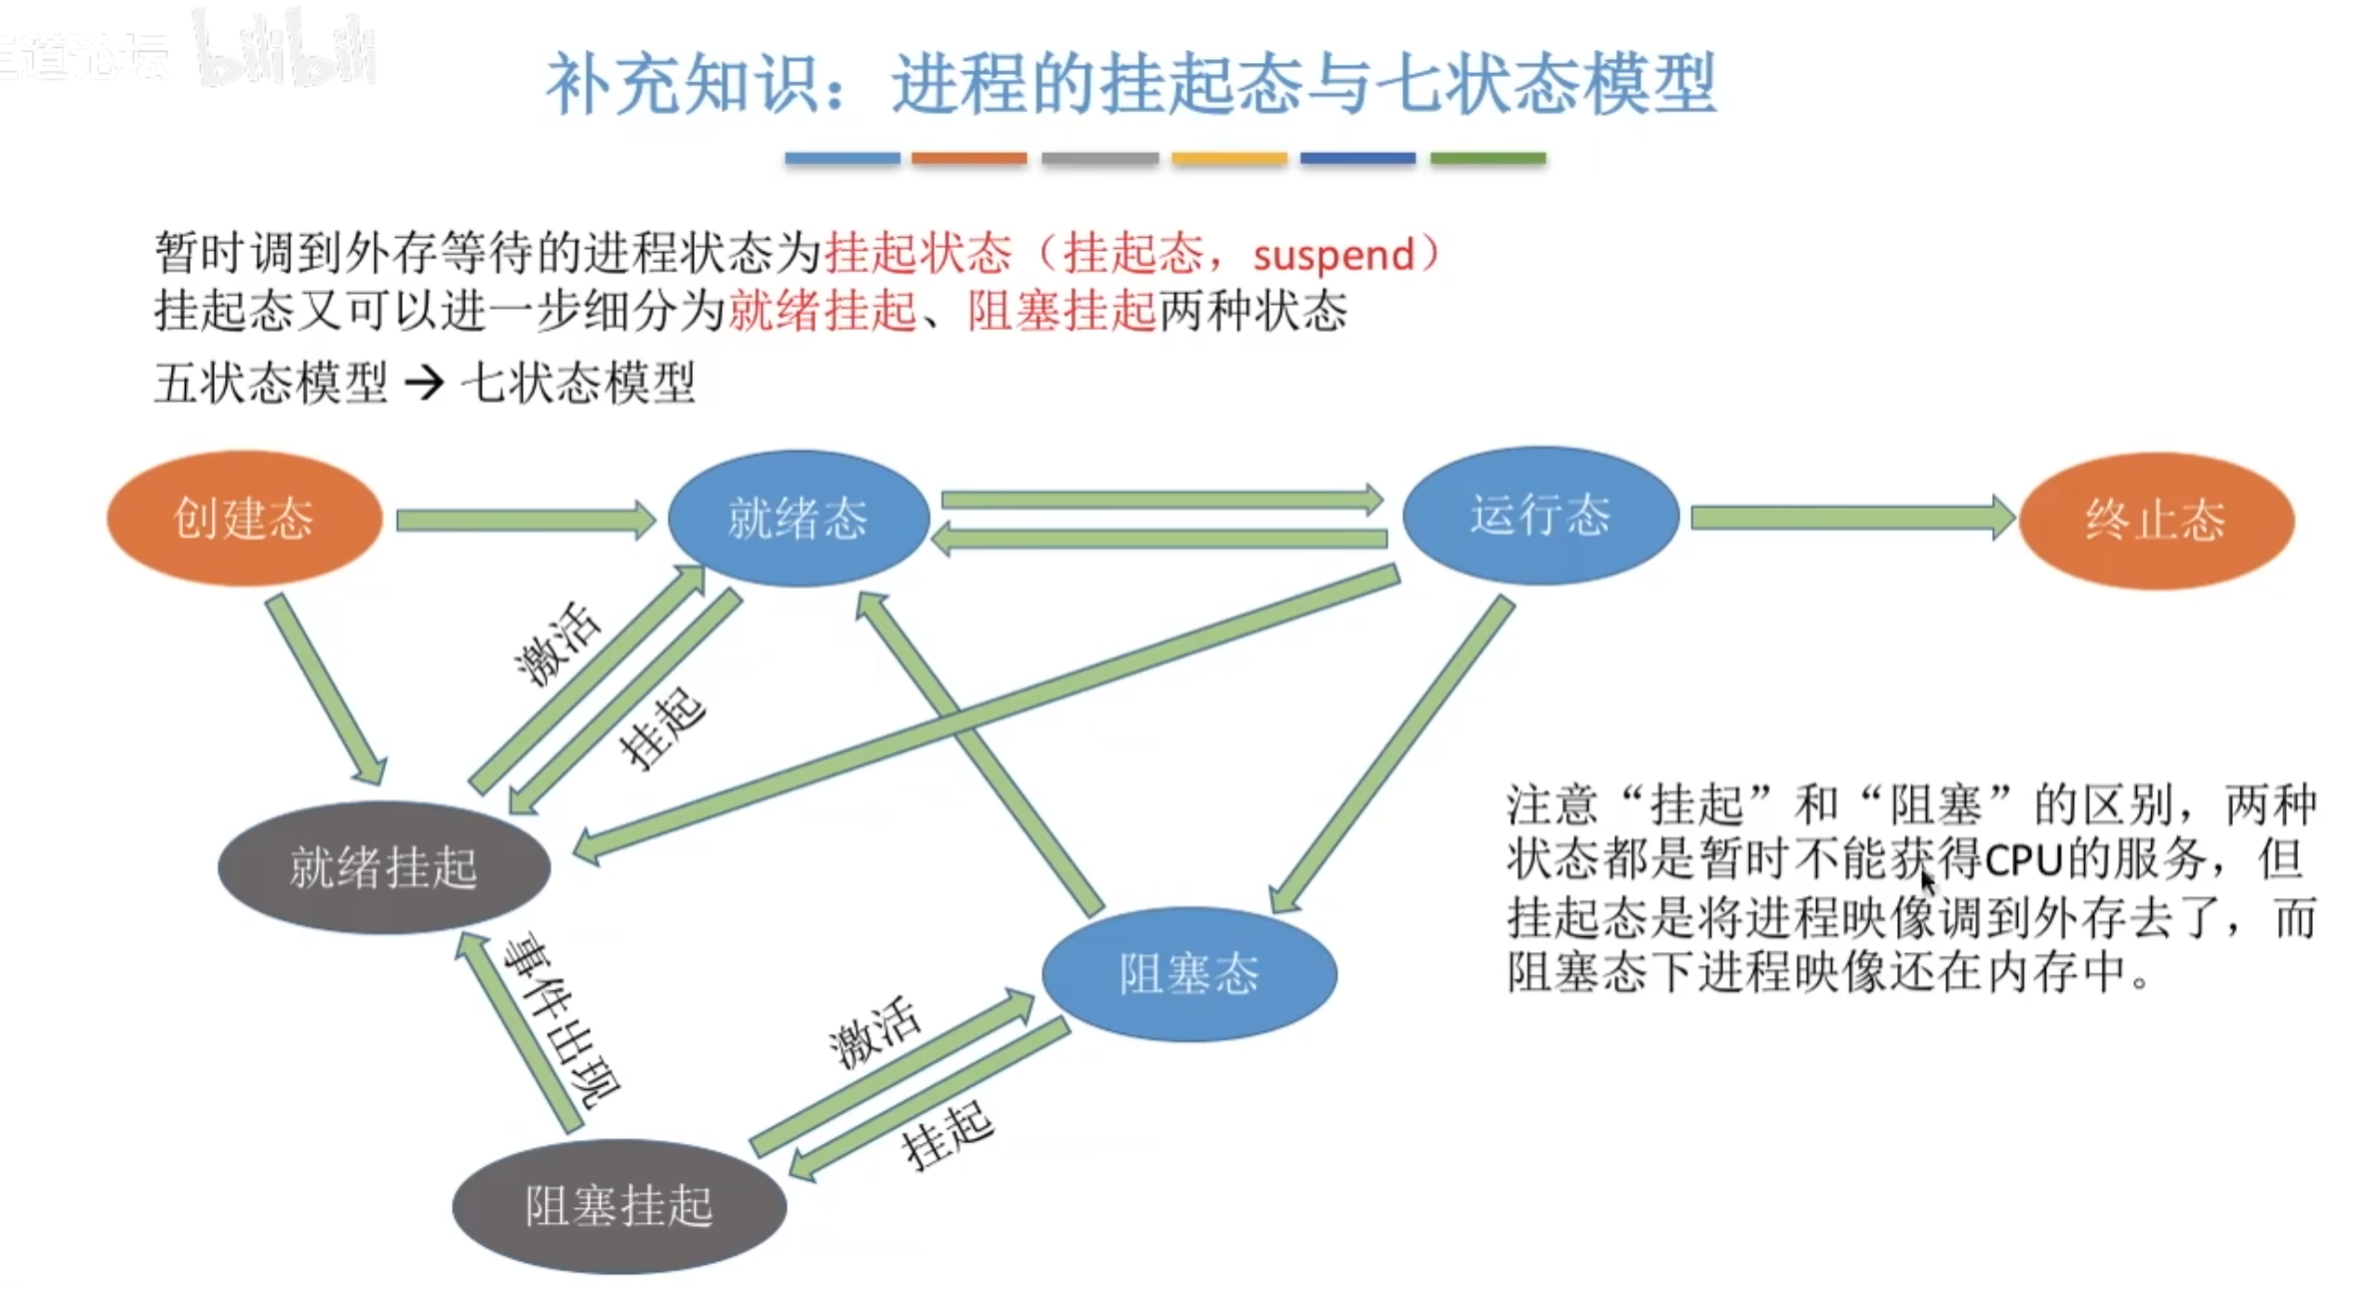 道论坛 bilibili
补充知识：进程的挂起态与七状态模型
暂时调到外存等待的进程状态为挂起状态（挂起态，suspend）
挂起态又可以进一步细分为就绪挂起、阻塞挂起两种状态
五状态模型 → 七状态模型
创建态
就绪态
运行态
终止态
激活
挂起
就绪挂起
注意“挂起”和“阻塞”的区别，两种
状态都是暂时不能获得CPU的服务，但
挂起态是将进程映像调到外存去了，而
阻塞态下进程映像还在内存中。
事件出现
阻塞态
激活
挂起
阻塞挂起